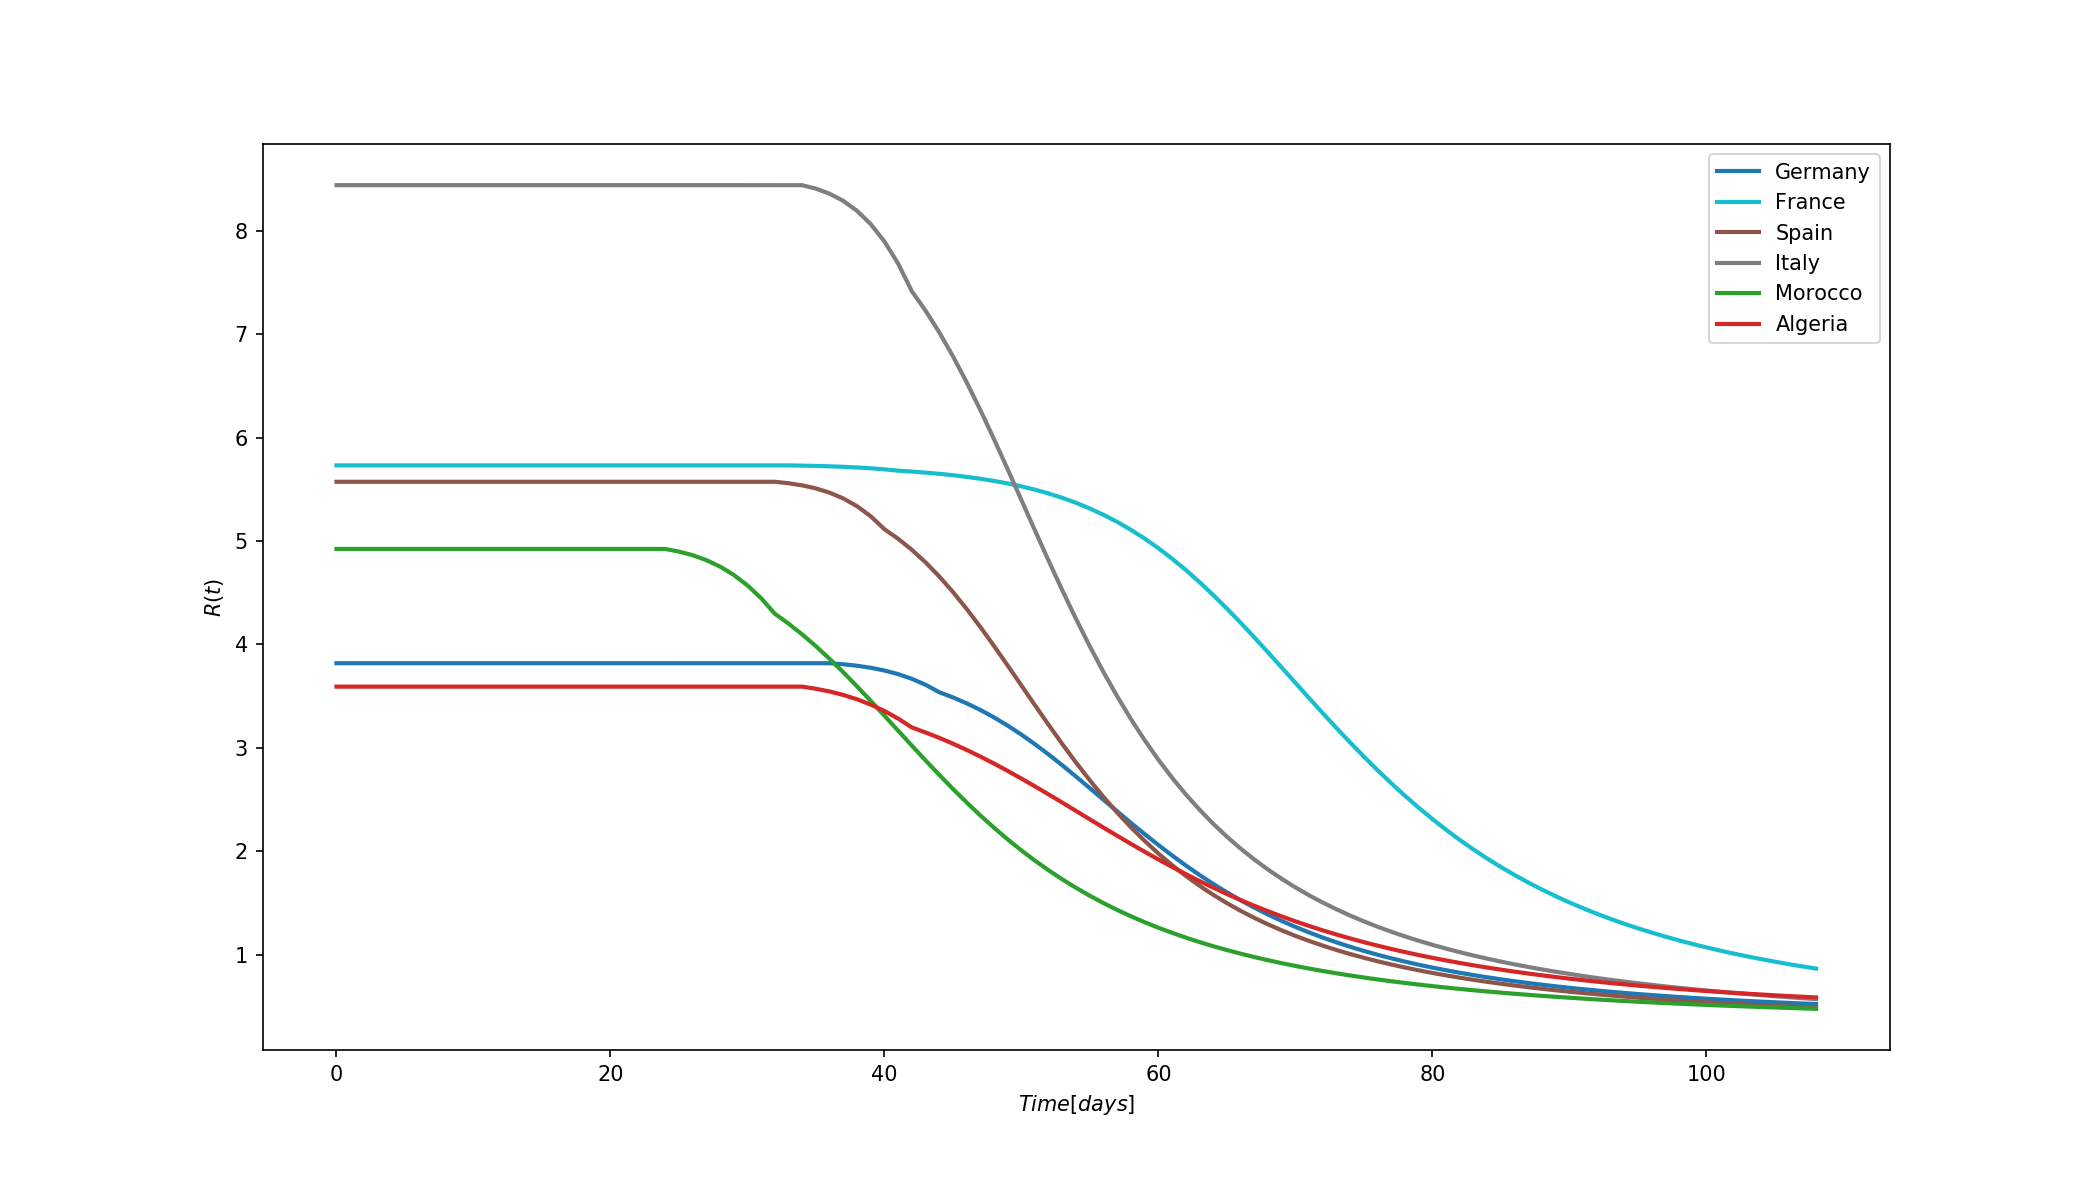 8
7
6
5
4
3
2
1
R(t)
0 20 40 60 80 100
Time[days]
Germany
France
Spain
Italy
Morocco
Algeria